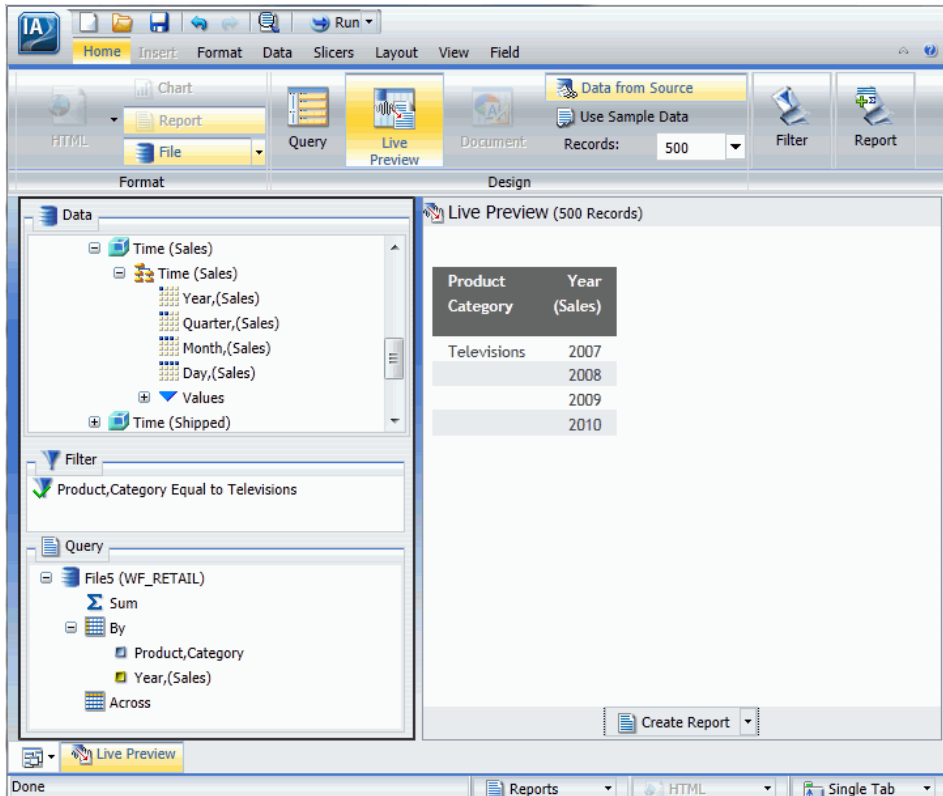 IA
Run
Home Insert Format Data Slicers Layout View Field
HTML
Chart
Report
File
Query
Live
Preview
Document
Data from Source
Use Sample Data
Records: 500
Filter
Report
Format
Design
Data
Time (Sales)
Time (Sales)
Year,(Sales)
Quarter,(Sales)
Month,(Sales)
Day,(Sales)
Values
Time (Shipped)
Filter
Product,Category Equal to Televisions
Query
File5 (WF_RETAIL)
Sum
By
Product,Category
Year,(Sales)
Across
Live Preview (500 Records)
Product Year
Category (Sales)
Televisions 2007
2008
2009
2010
Create Report
Live Preview
Done
Reports
HTML
Single Tab